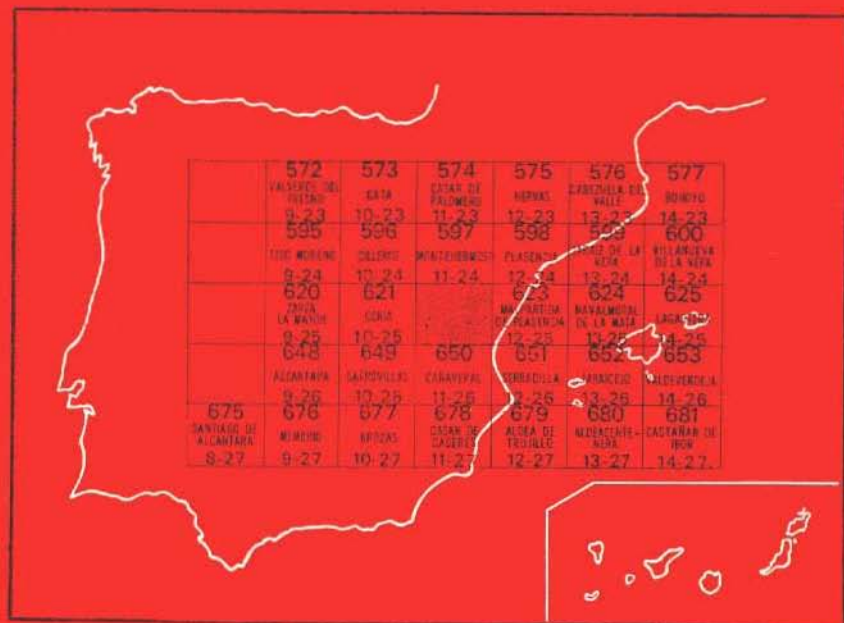 572 573 574 575 576 577
VALVERDE DEL FRESNO GATA CASAR DE PALOMERO HERVAS CABEZUELA DEL VALLE BOHOYO
9-23 10-23 11-23 12-23 13-23 14-23
595 596 597 598 599 600
MORENO CILLEROS MONTEHERMOSO PLASENCIA JARAIZ DE LA VERA VILLANUEVA DE LA VERA
9-24 10-24 11-24 12-24 13-24 14-24
620 621 623 624 625
ZARZA LA MAYOR CORIA MALPARTIDA DE PLASENCIA NAVALMORAL DE LA MATA
9-25 10-25 12-25 13-25 14-25
648 649 650 651 652 653
ALCANTARA CAÑAVERAL SERRADILLA JARAICEJO VALDEVERDEJA
9-26 10-26 11-26 12-26 13-26 14-26
675 676 677 678 679 680 681
SANTIAGO DE ALCANTARA MEMBRIO BROZAS CASAR DE CACERES ALDEA DE TRUJILLO ALDEACENTE-NERA CASTAÑAR DE IBOR
8-27 9-27 10-27 11-27 12-27 13-27 14-27